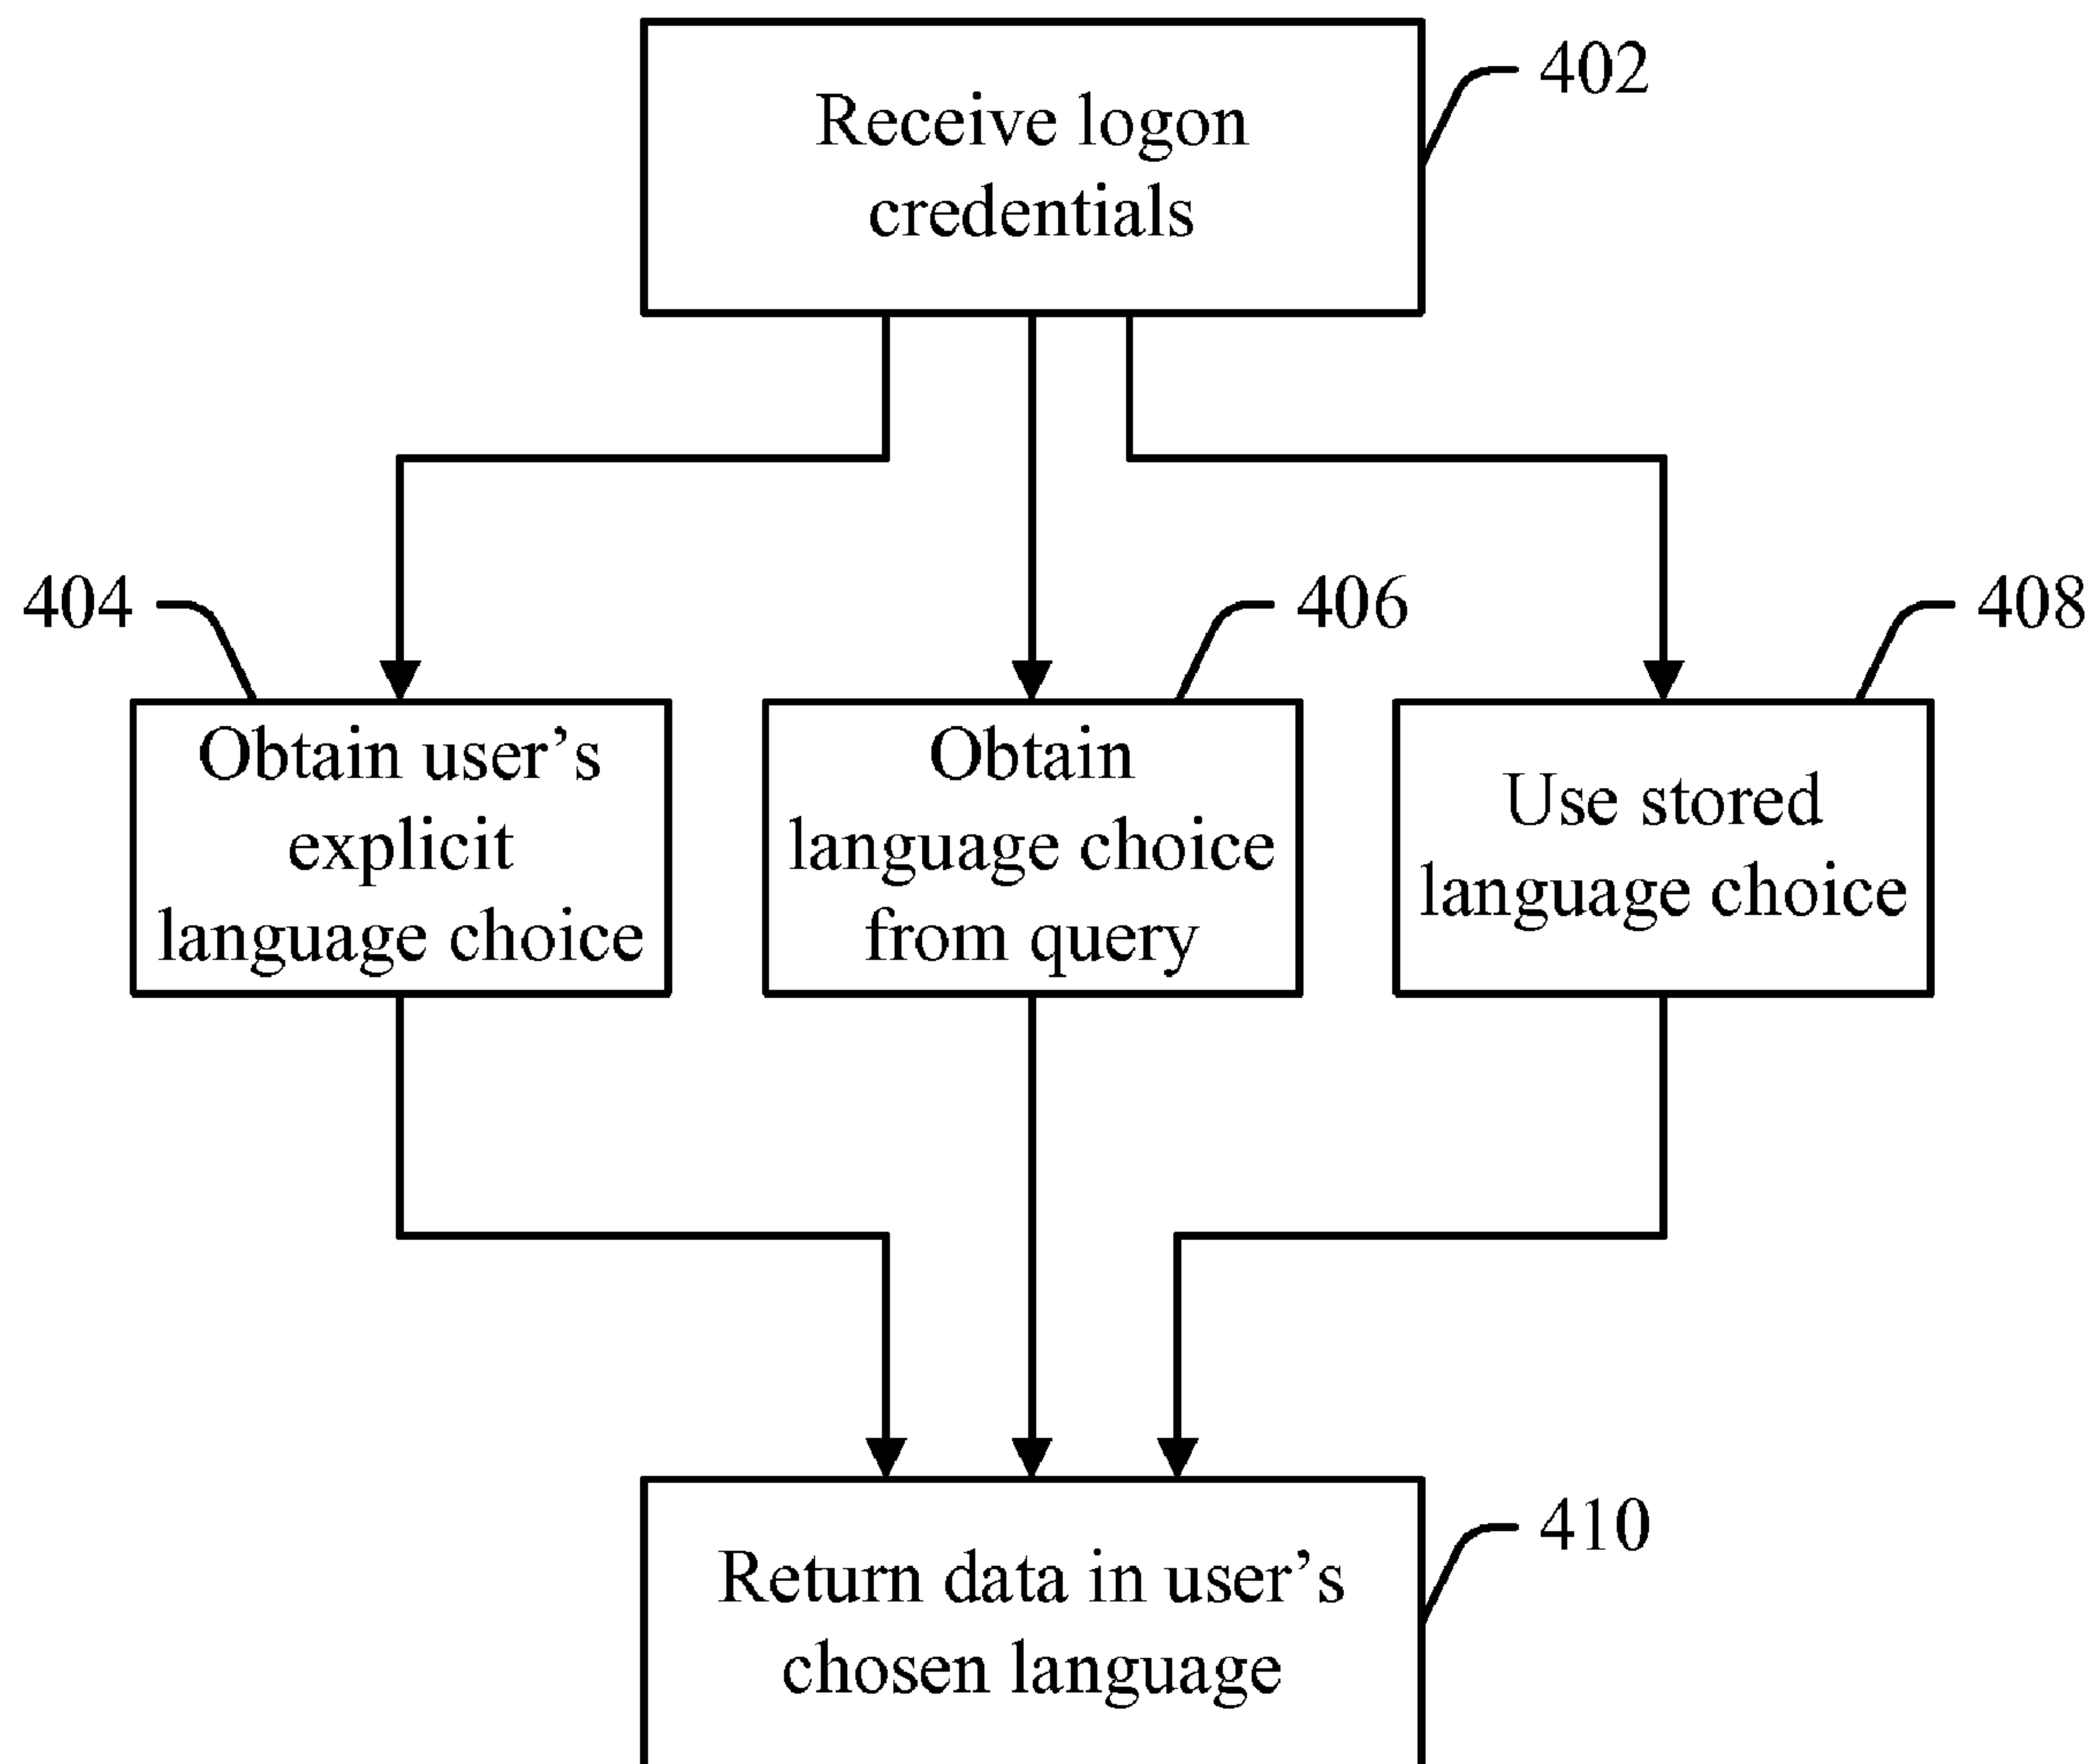 Receive logon
credentials
402
404
406
408
Obtain user’s
explicit
language choice
Obtain
language choice
from query
Use stored
language choice
Return data in user’s
chosen language
410